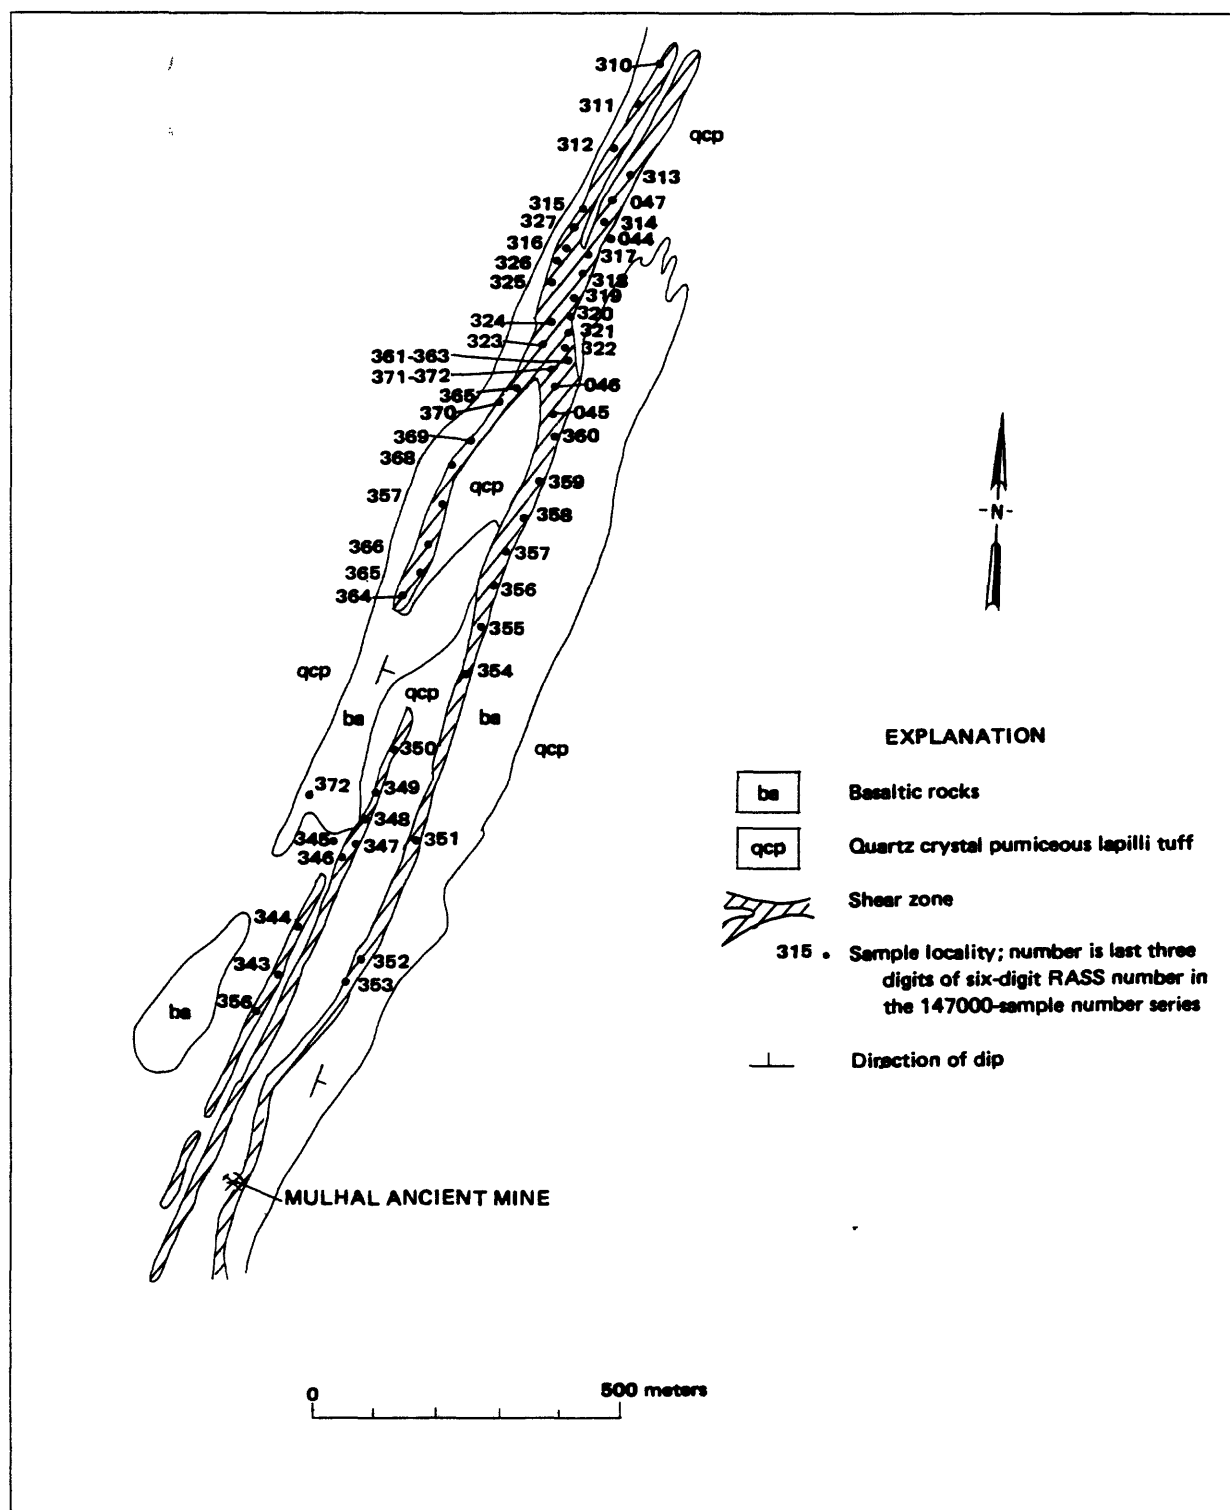 310
311
qcp
312
313
315
047
327
314
316
044
326
317
325
318
319
324
320
323
321
361-363
322
371-372
365
046
370
045
369
360
368
qcp
359
357
358
366
357
365
356
364
355
qcp
354
qcp
ba
ba
qcp
350
372
349
348
345
347
351
346
344
343
352
353
356
ba
MULHAL ANCIENT MINE
0
500 meters
-N-
EXPLANATION
ba
Basaltic rocks
qcp
Quartz crystal pumiceous lapilli tuff
Shear zone
315
Sample locality; number is last three
digits of six-digit RASS number in
the 147000-sample number series
Direction of dip